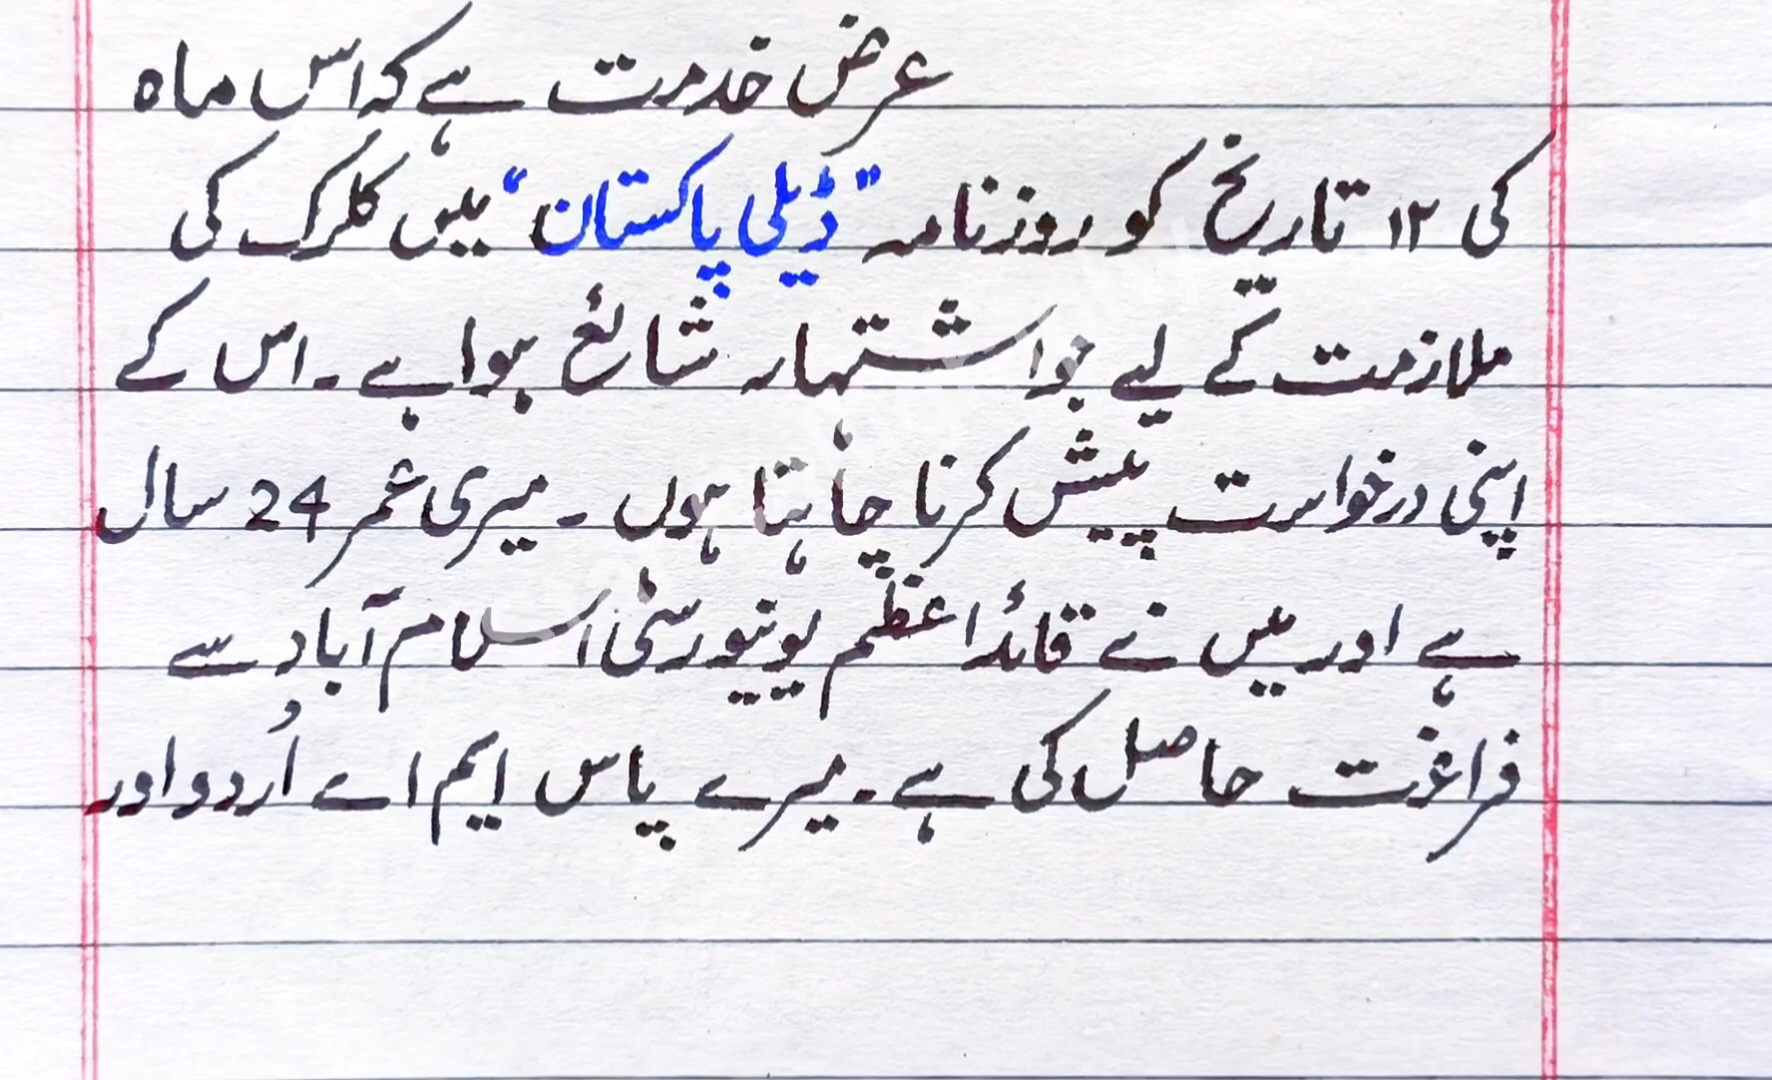 عرض خدمت ہے کہ اس ماہ
کی ۱۲ تاریخ کو روزنامہ "ڈیلی پاکستان" میں کلرک کی
ملازمت کے لیے جو اشتہار شائع ہوا ہے ۔ اس کے
اپنی درخواست پیش کرنا چاہتا ہوں ۔ میری عمر 24 سال
ہے اور میں نے قائداعظم یونیورسٹی اسلام آباد سے
فراغت حاصل کی ہے ۔ میرے پاس ایم اے اُردو اور